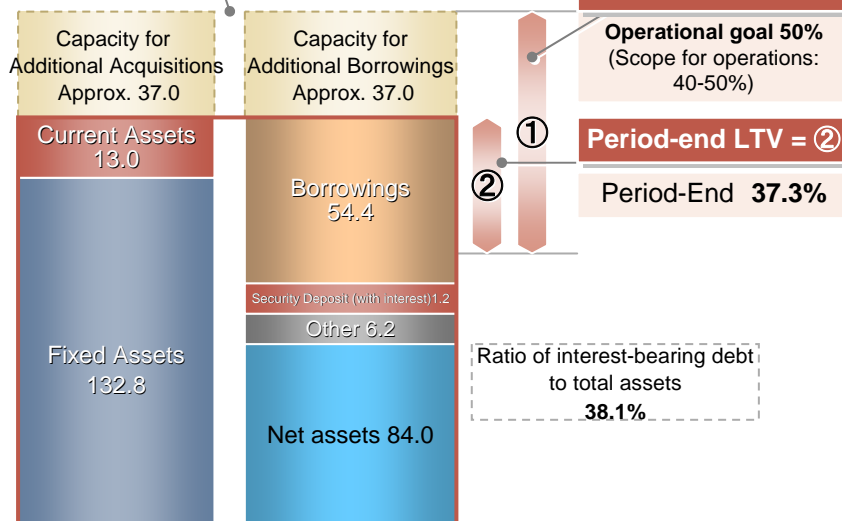 Capacity for
Additional Acquisitions
Approx. 37.0
Capacity for
Additional Borrowings
Approx. 37.0
Operational goal 50%
(Scope for operations:
40-50%)
Current Assets
13.0
①
Period-end LTV = ②
②
Borrowings
54.4
Period-End 37.3%
Security Deposit (with interest)1.2
Other 6.2
Fixed Assets
132.8
Ratio of interest-bearing debt
to total assets
38.1%
Net assets 84.0